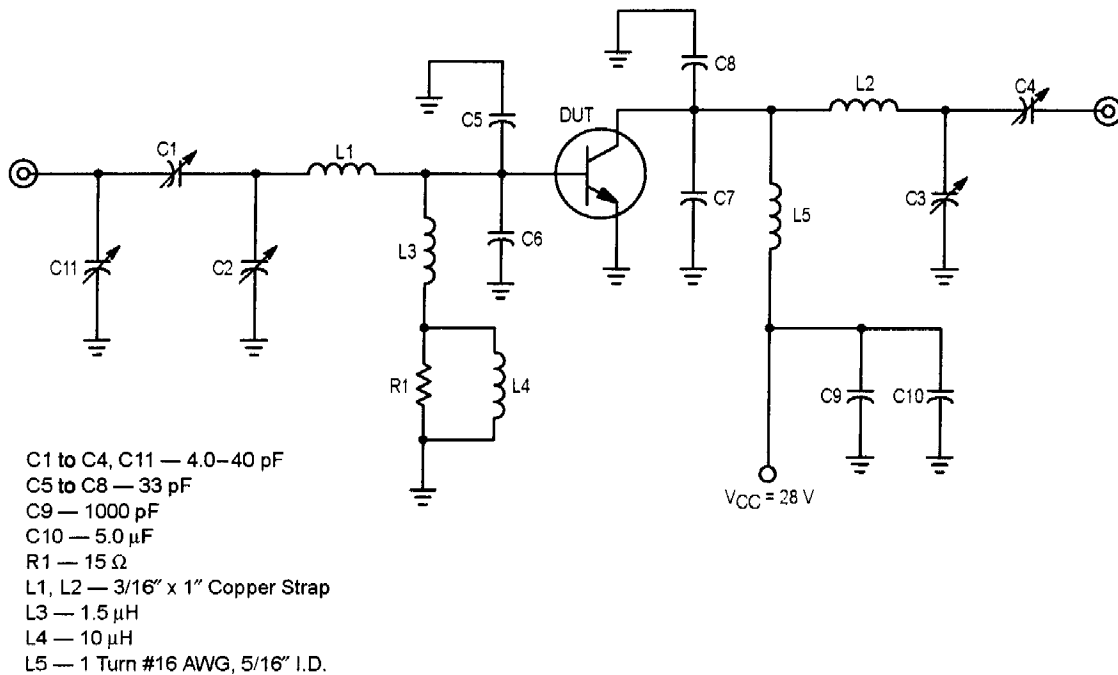 C8
L2
C4
C5
DUT
C1
L1
C7
L5
C3
C11
C2
L3
C6
R1
L4
C9
C10
VCC = 28 V
C1 to C4, C11 — 4.0–40 pF
C5 to C8 — 33 pF
C9 — 1000 pF
C10 — 5.0 μF
R1 — 15 Ω
L1, L2 — 3/16″ x 1″ Copper Strap
L3 — 1.5 μH
L4 — 10 μH
L5 — 1 Turn #16 AWG, 5/16″ I.D.